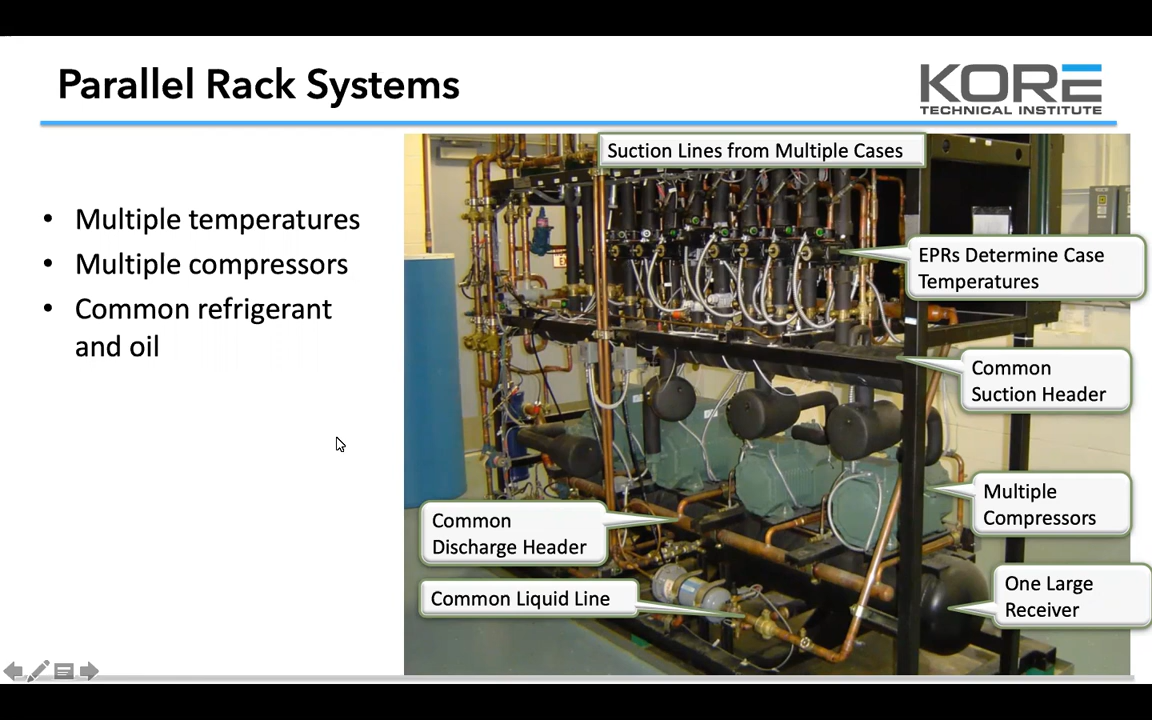 Parallel Rack Systems
KORE
TECHNICAL INSTITUTE
• Multiple temperatures
• Multiple compressors
• Common refrigerant
and oil
Suction Lines from Multiple Cases
EPRs Determine Case
Temperatures
Common
Suction Header
Multiple
Compressors
Common
Discharge Header
Common Liquid Line
One Large
Receiver